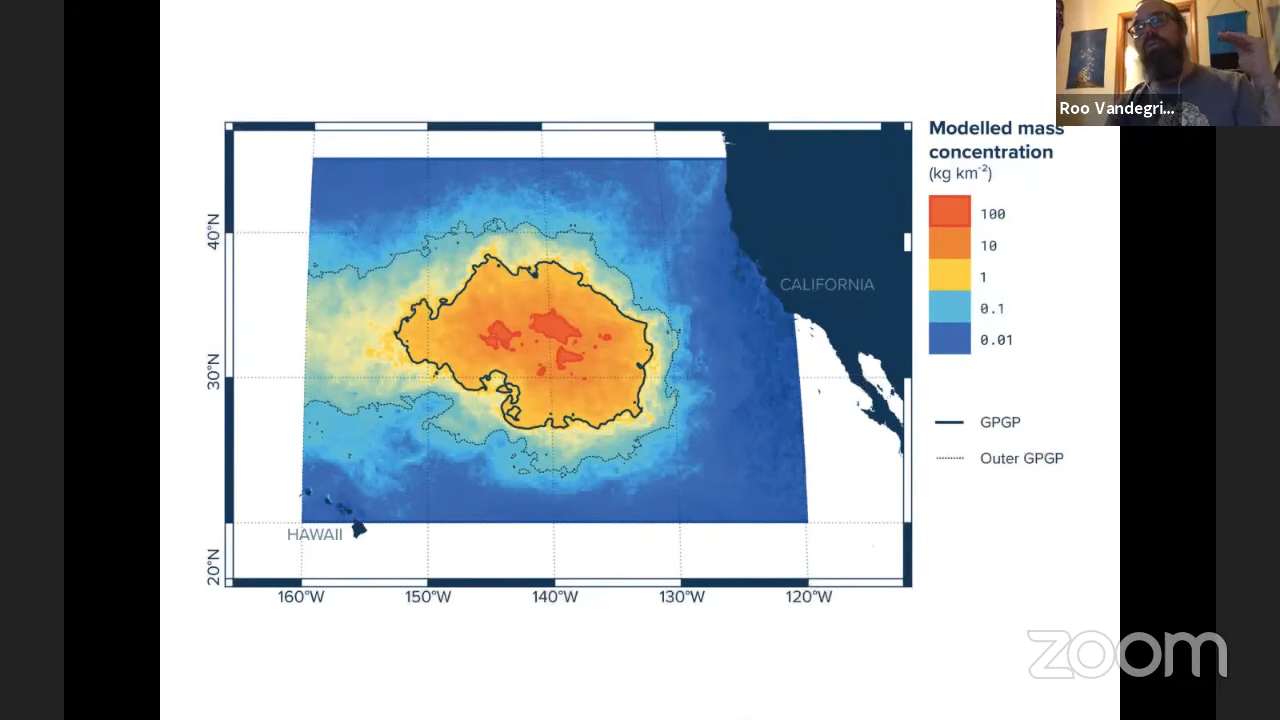 Roo Vandegri...
Modelled mass
concentration
(kg km⁻²)
100
10
1
0.1
0.01
GPGP
Outer GPGP
40°N
30°N
20°N
CALIFORNIA
HAWAII
160°W
150°W
140°W
130°W
120°W
zoom